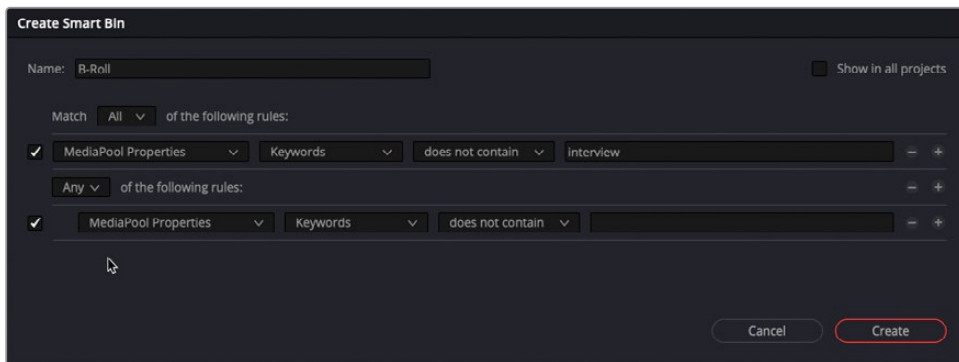 Create Smart Bin
Name: B-Roll Show in all projects
Match All of the following rules:
MediaPool Properties Keywords does not contain interview
Any of the following rules:
MediaPool Properties Keywords does not contain
Cancel Create